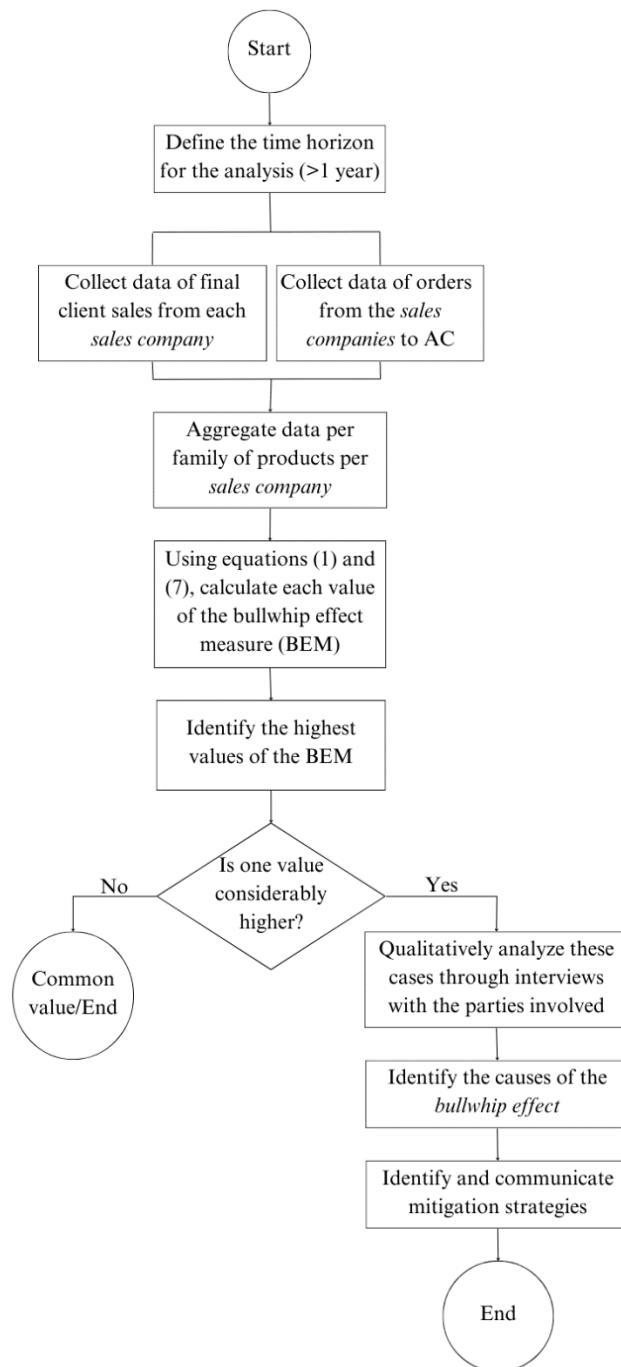 Start
Define the time horizon
for the analysis (>1 year)
Collect data of final
client sales from each
sales company
Collect data of orders
from the sales
companies to AC
Aggregate data per
family of products per
sales company
Using equations (1) and
(7), calculate each value
of the bullwhip effect
measure (BEM)
Identify the highest
values of the BEM
Is one value
considerably
higher?
No
Yes
Common
value/End
Qualitatively analyze these
cases through interviews
with the parties involved
Identify the causes of the
bullwhip effect
Identify and communicate
mitigation strategies
End